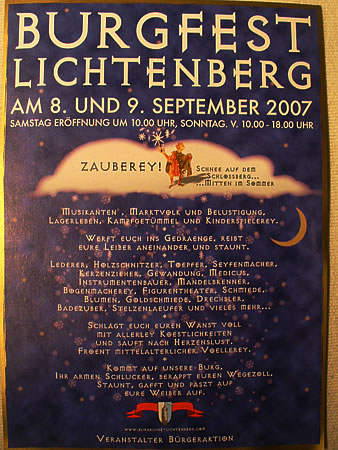 BURGFEST
LICHTENBERG
AM 8. UND 9. SEPTEMBER 2007
SAMSTAG ERÖFFNUNG UM 10.00 UHR, SONNTAG. V. 10.00 - 18.00 UHR
ZAUBEREY!
SCHNEE AUF DEM
SCHLOSSBERG...
...MITTEN IM SOMMER
MUSIKANTEN, MARKTVOLK UND BELUSTIGUNG,
LAGERLEBEN, KAMPFGETÜMMEL UND KINDERSPIELEREY.
WERFT EUCH INS GEDRAENGE, REIBT
EURE LEIBER ANEINANDER UND STAUNT.
LEDERER, HOLZSCHNITZER, TOEPFER, SEYFENMACHER,
KERZENZIEHER, GEWANDUNG, MEDICUS,
INSTRUMENTENBAUER, MANDELBRENNER,
BOGENMACHEREY, FIGURENTHEATER, SCHMIEDE,
BLUMEN, GOLDSCHMIEDE, DRECHSLER,
BADEZUBER, STELZENLAEUFER UND VIELES MEHR...
SCHLAGT EUCH EUREN WANST VOLL
MIT ALLERLEY KOESTLICHKEITEN
UND SAUFT NACH HERZENSLUST.
FROENT MITTELALTERLICHER VOELLEREY.
KOMMT AUF UNSERE BURG,
IHR ARMEN SCHLUCKER, BERAPPT EUREN WEGEZOLL.
STAUNT, GAFFT UND PASZT AUF
EURE WEIBER AUF.
VERANSTALTER BÜRGERAKTION